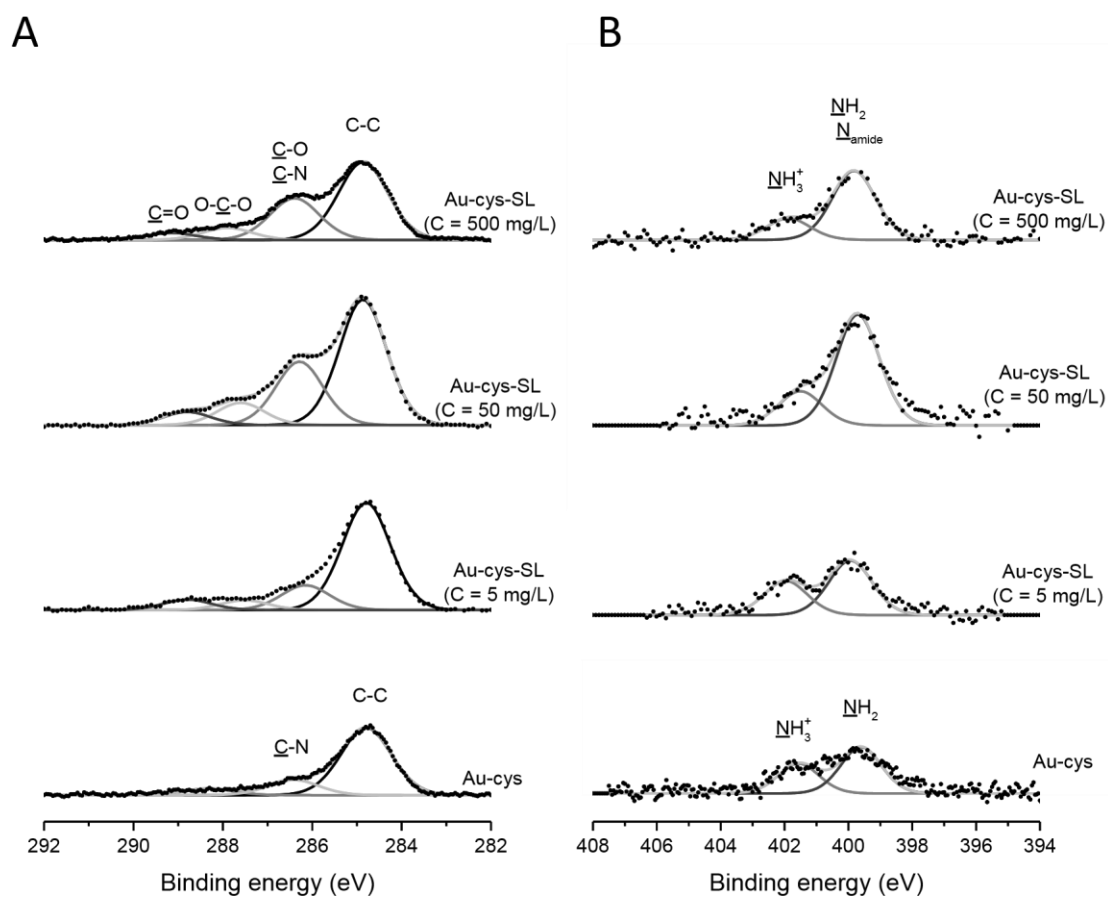 A
C=O
O-C-O
C-O
C-N
C-C
Au-cys-SL
(C = 500 mg/L)
Au-cys-SL
(C = 50 mg/L)
Au-cys-SL
(C = 5 mg/L)
C-N
C-C
Au-cys
292 290 288 286 284 282
Binding energy (eV)
B
NH₃⁺
NH₂
Namide
Au-cys-SL
(C = 500 mg/L)
Au-cys-SL
(C = 50 mg/L)
Au-cys-SL
(C = 5 mg/L)
NH₃⁺
NH₂
Au-cys
408 406 404 402 400 398 396 394
Binding energy (eV)